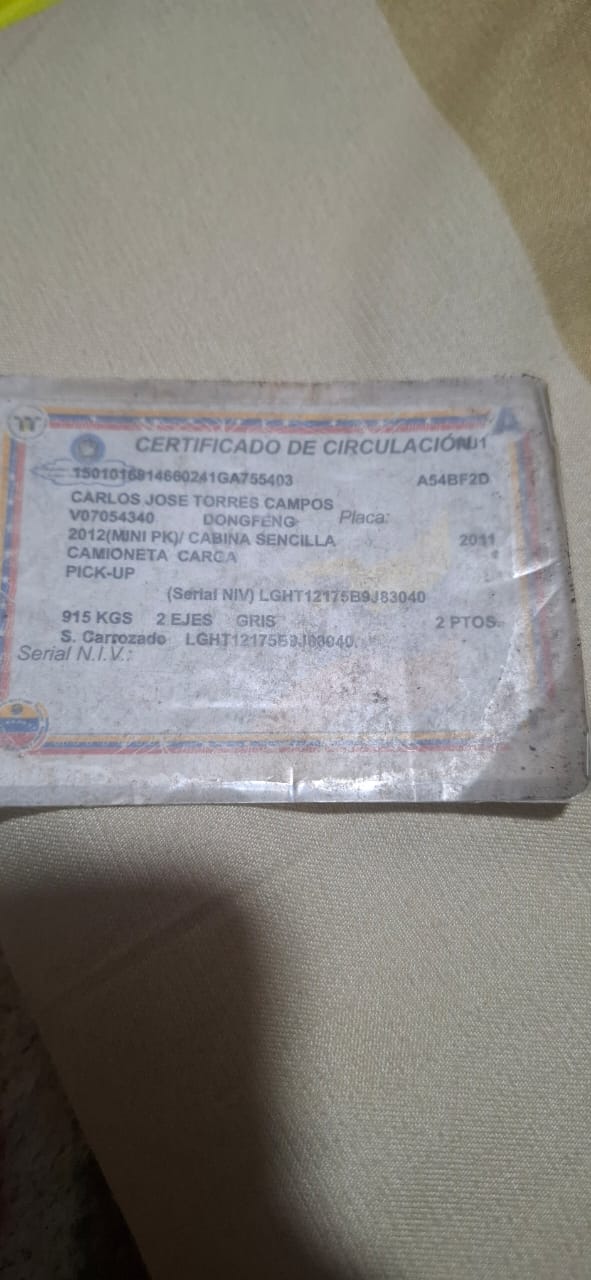 CERTIFICADO DE CIRCULACIÓN
A54BF2D
CARLOS JOSE TORRES CAMPOS
V07054340 DONGFENG Placa:
2012(MINI PK)/ CABINA SENCILLA 2011
CAMIONETA CARGA
PICK-UP
(Serial NIV) LGHT12175B9J83040
915 KGS 2 EJES GRIS 2 PTOS.
S. Carrozado
Serial N.I.V.: